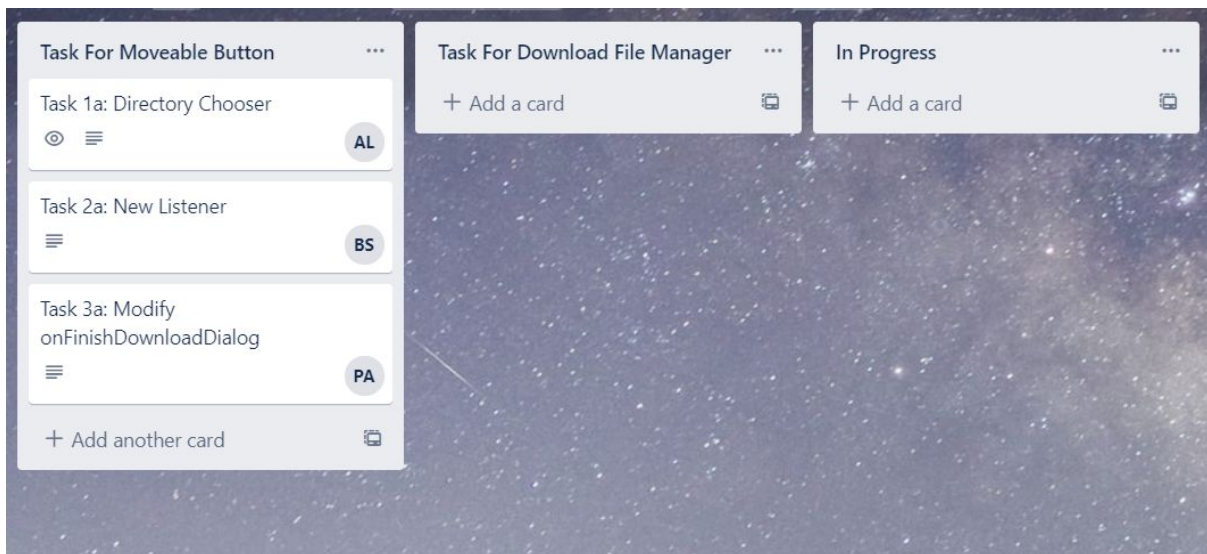 Task For Moveable Button
Task 1a: Directory Chooser
AL
Task 2a: New Listener
BS
Task 3a: Modify
onFinishDownloadDialog
PA
+ Add another card
Task For Download File Manager
+ Add a card
In Progress
+ Add a card